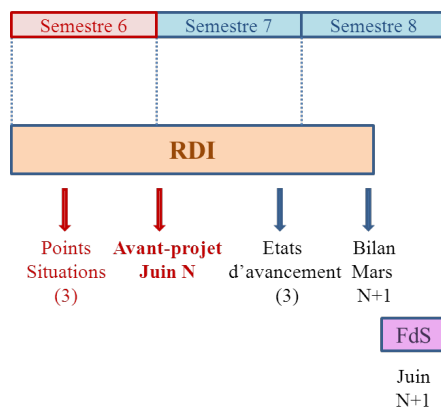 Semestre 6
Semestre 7
Semestre 8
RDI
Points
Situations
(3)
Avant-projet
Juin N
Etats
d'avancement
(3)
Bilan
Mars
N+1
FdS
Juin
N+1